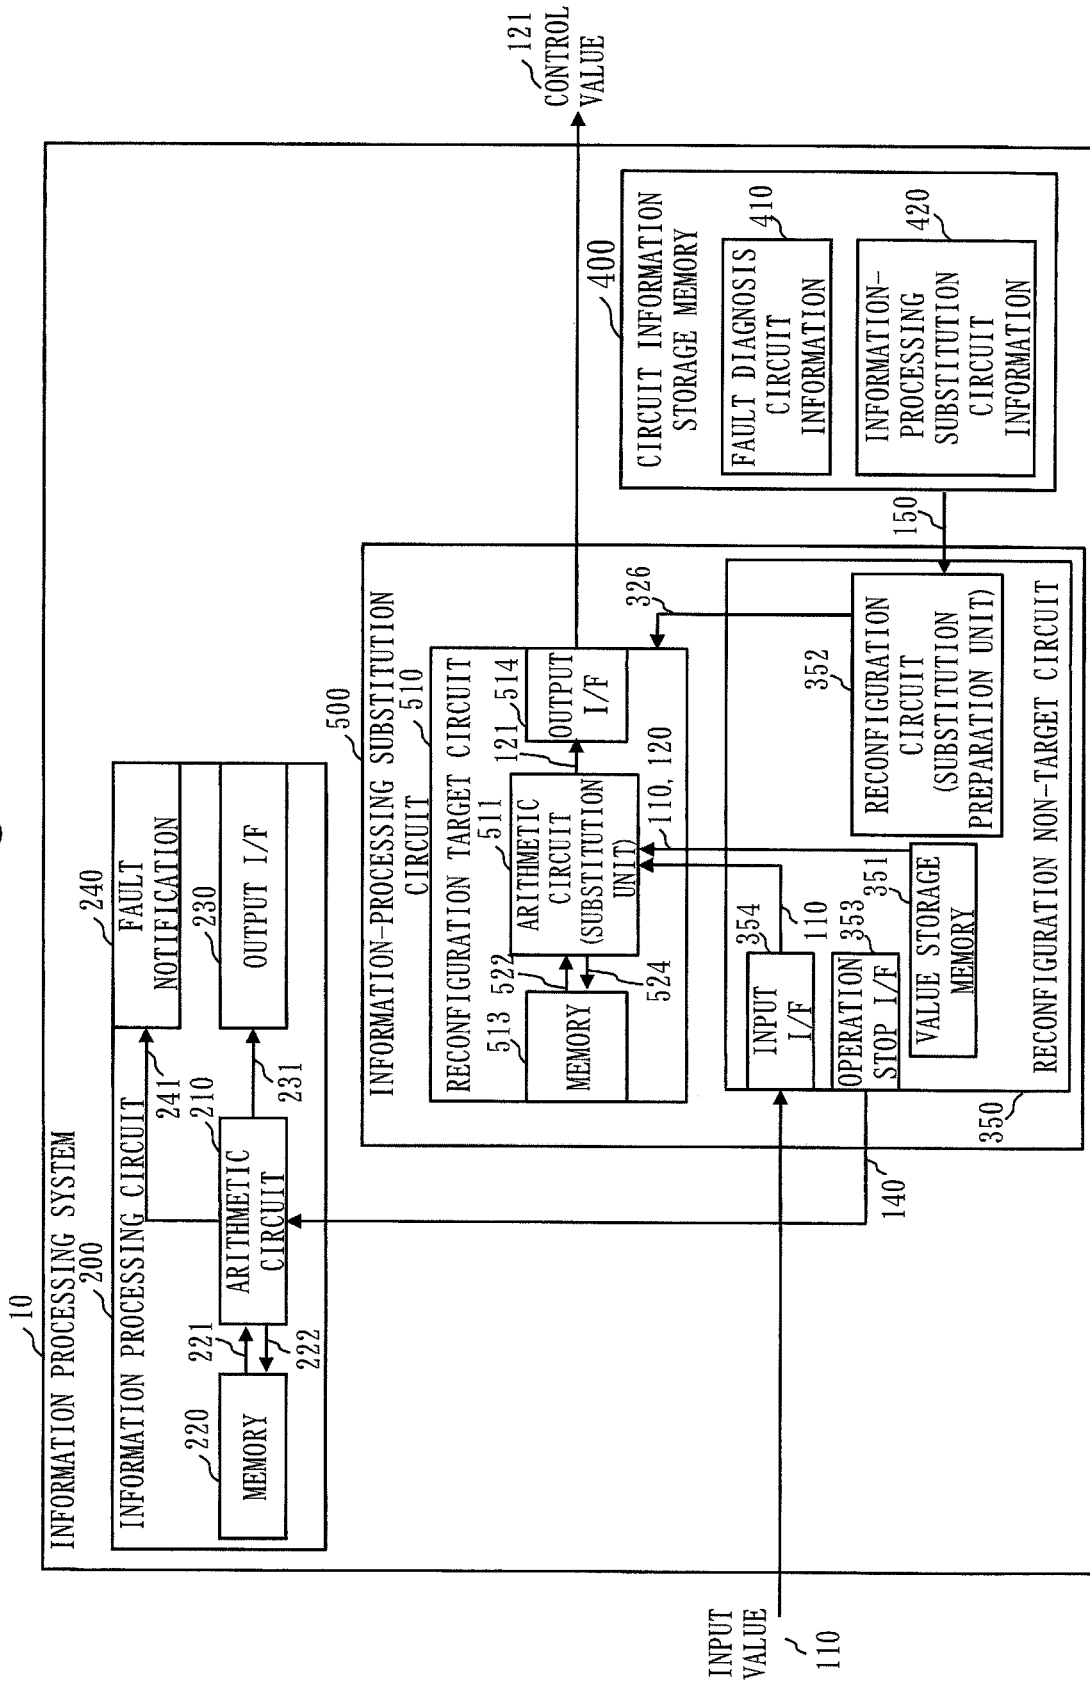 10
INFORMATION PROCESSING SYSTEM
200
INFORMATION PROCESSING CIRCUIT
220
MEMORY
221
222
210
ARITHMETIC
CIRCUIT
241
231
240
FAULT
NOTIFICATION
230
OUTPUT I/F
500
INFORMATION-PROCESSING SUBSTITUTION
CIRCUIT
510
RECONFIGURATION TARGET CIRCUIT
513
MEMORY
522
524
511
ARITHMETIC
CIRCUIT
(SUBSTITUTION
UNIT)
121
514
OUTPUT
I/F
121
CONTROL
VALUE
326
110, 120
110
354
INPUT
I/F
353
OPERATION
STOP I/F
351
VALUE STORAGE
MEMORY
352
RECONFIGURATION
CIRCUIT
(SUBSTITUTION
PREPARATION UNIT)
RECONFIGURATION NON-TARGET CIRCUIT
350
140
150
400
CIRCUIT INFORMATION
STORAGE MEMORY
410
FAULT DIAGNOSIS
CIRCUIT
INFORMATION
420
INFORMATION-
PROCESSING
SUBSTITUTION
CIRCUIT
INFORMATION
INPUT
VALUE
110